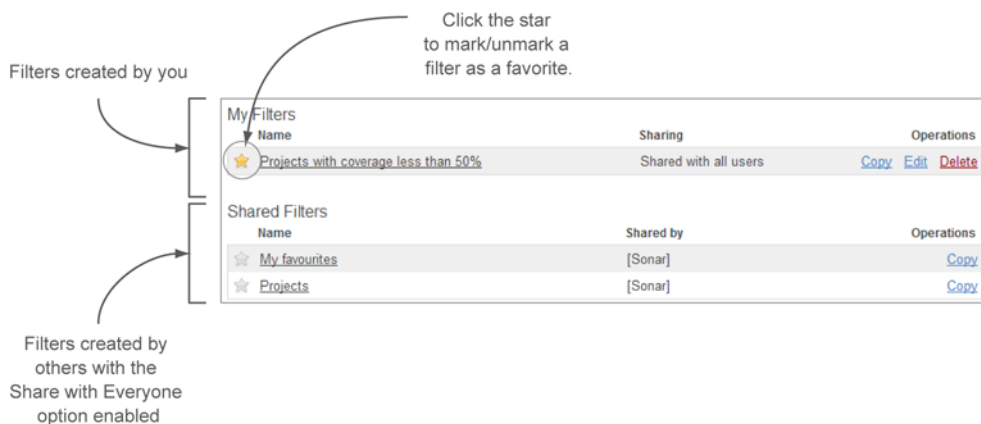 Click the star
to mark/unmark a
filter as a favorite.
Filters created by you
My Filters
Name Sharing Operations
Projects with coverage less than 50% Shared with all users Copy Edit Delete
Shared Filters
Name Shared by Operations
My favourites [Sonar] Copy
Projects [Sonar] Copy
Filters created by
others with the
Share with Everyone
option enabled